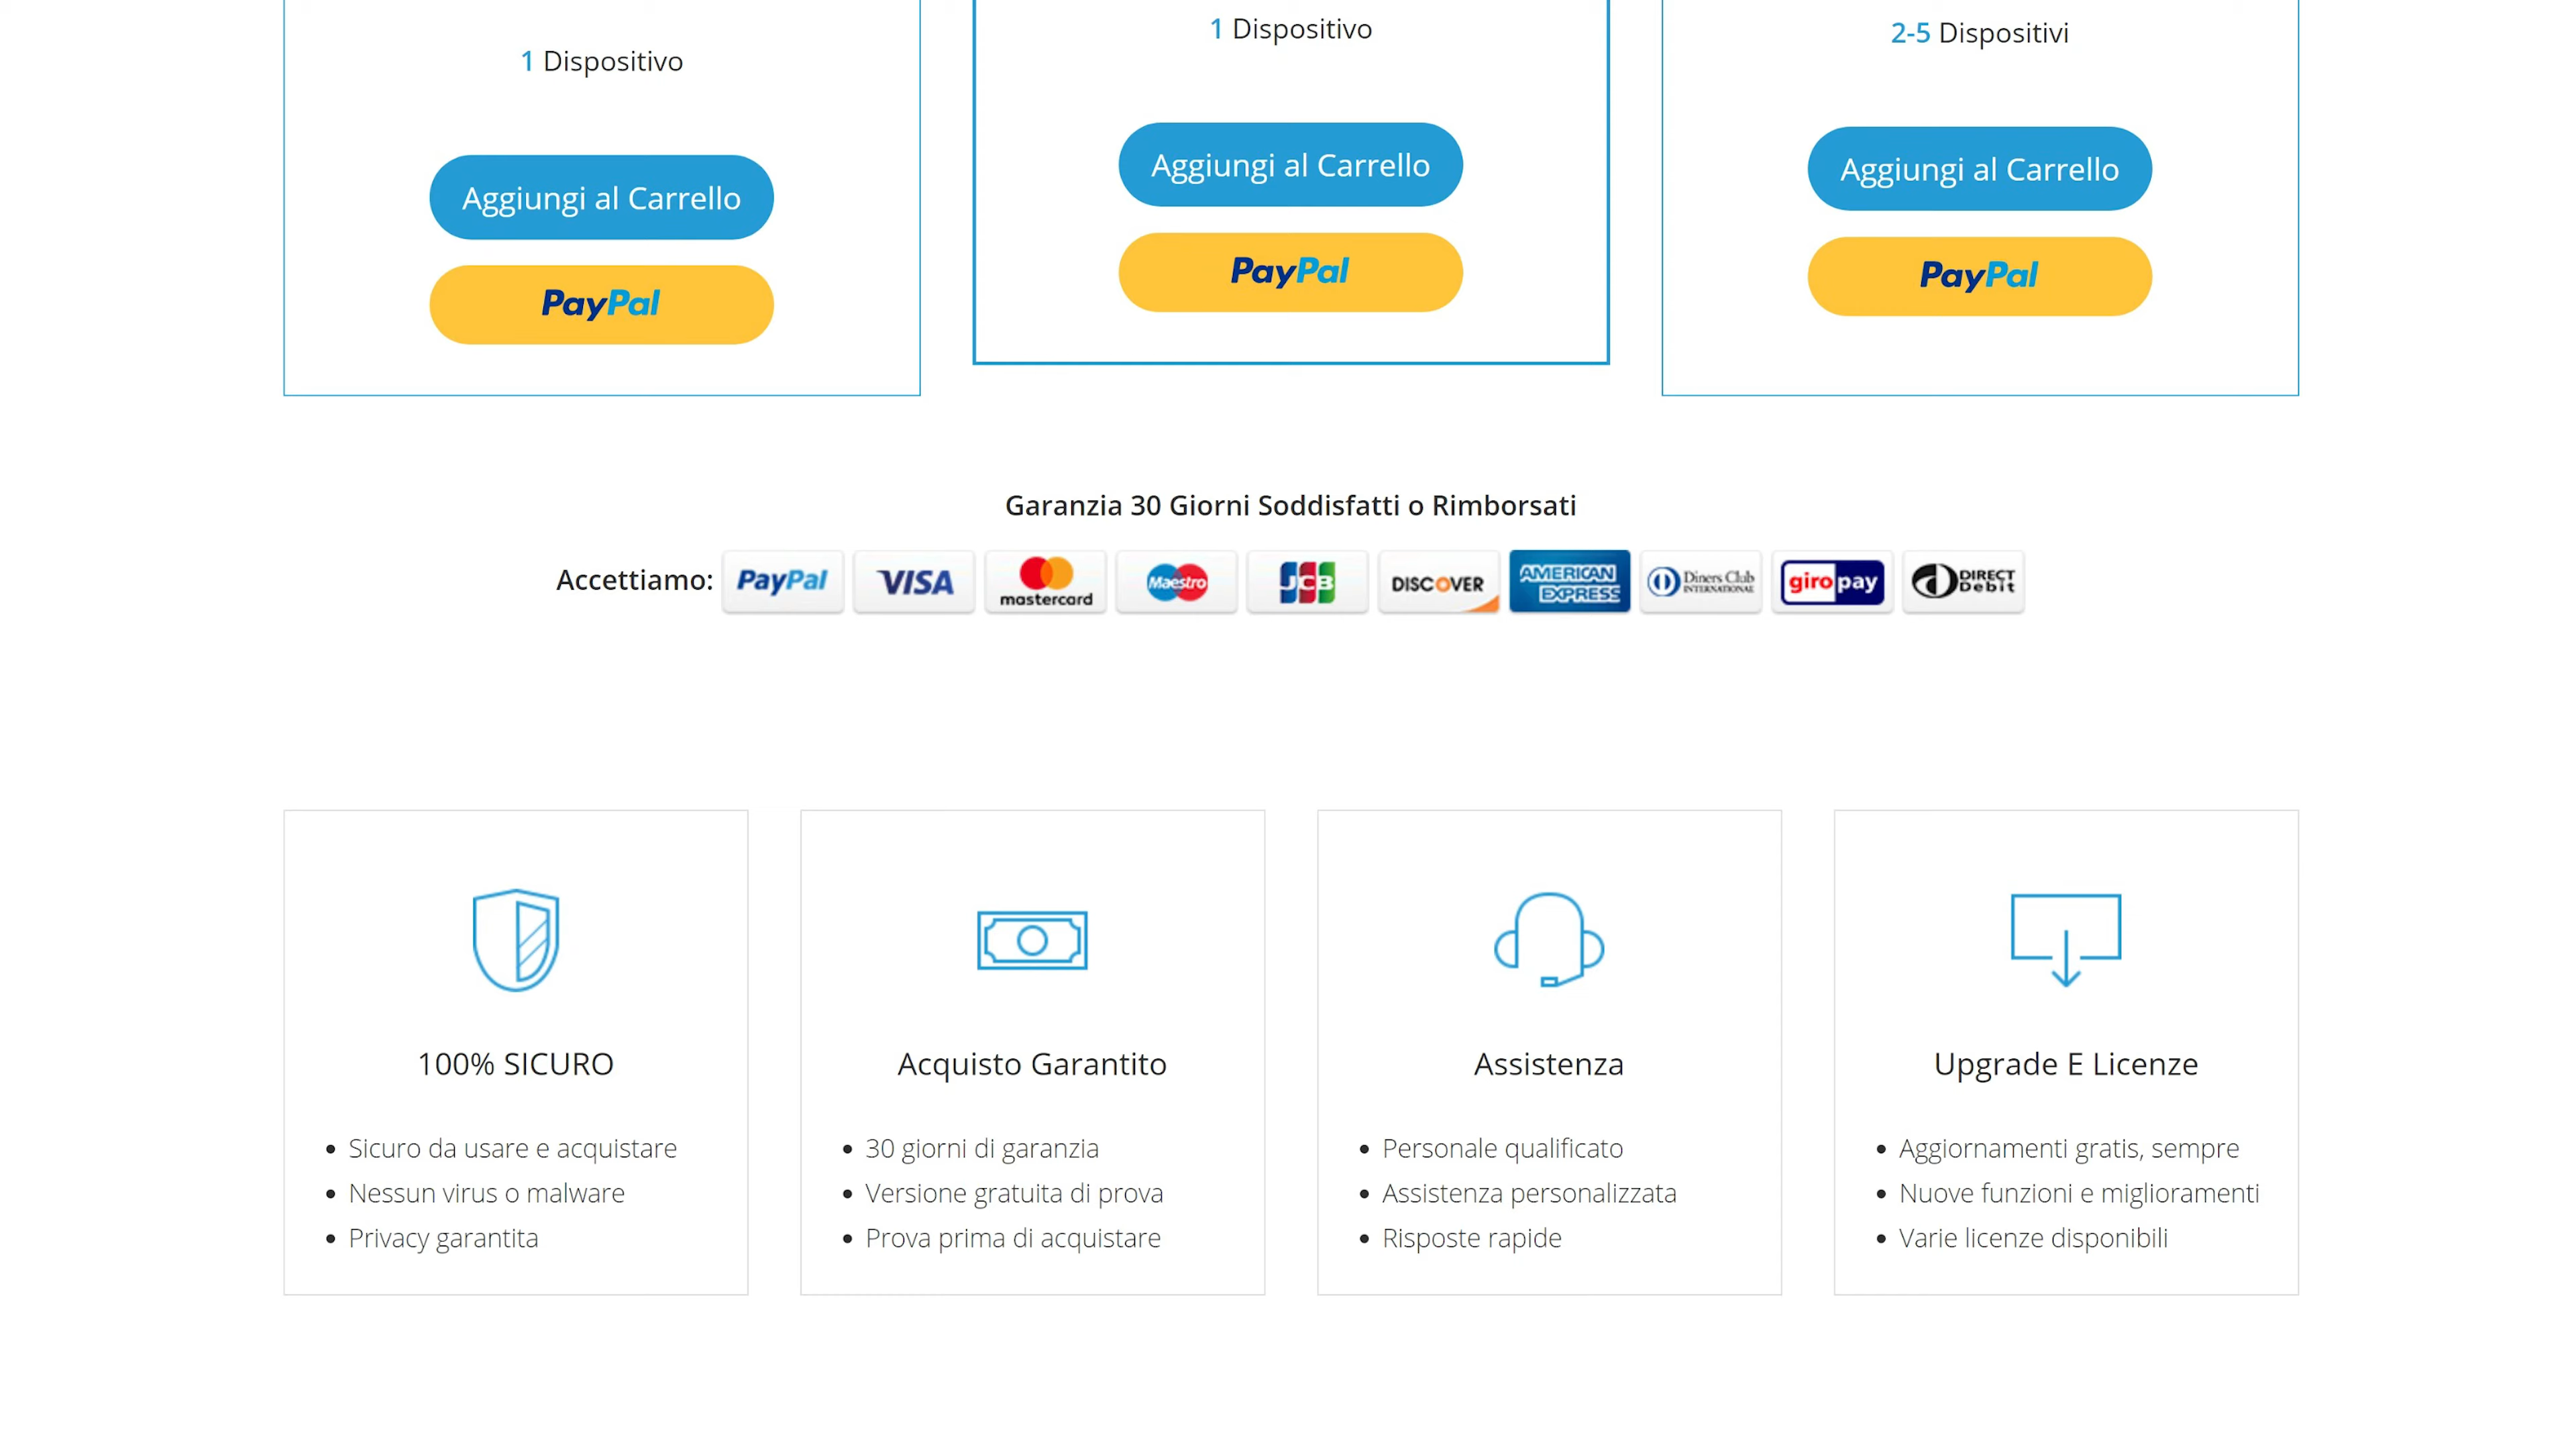 1 Dispositivo
Aggiungi al Carrello
PayPal
1 Dispositivo
Aggiungi al Carrello
PayPal
2-5 Dispositivi
Aggiungi al Carrello
PayPal
Garanzia 30 Giorni Soddisfatti o Rimborsati
Accettiamo: PayPal VISA mastercard Maestro JCB DISCOVER AMERICAN EXPRESS Diners Club INTERNATIONAL giropay DIRECT Debit
100% SICURO
• Sicuro da usare e acquistare
• Nessun virus o malware
• Privacy garantita
Acquisto Garantito
• 30 giorni di garanzia
• Versione gratuita di prova
• Prova prima di acquistare
Assistenza
• Personale qualificato
• Assistenza personalizzata
• Risposte rapide
Upgrade E Licenze
• Aggiornamenti gratis, sempre
• Nuove funzioni e miglioramenti
• Varie licenze disponibili